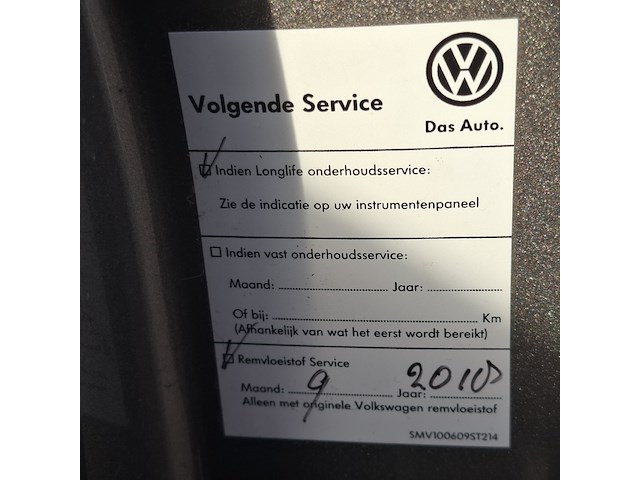 Volgende Service
Das Auto.
Indien Longlife onderhoudsservice:
Zie de indicatie op uw instrumentenpaneel
Indien vast onderhoudsservice:
Maand: Jaar:
Of bij: Km
(Afhankelijk van wat het eerst wordt bereikt)
Remvloeistof Service
Maand: 9 Jaar:
Alleen met originele Volkswagen remvloeistof
SMV100609ST214